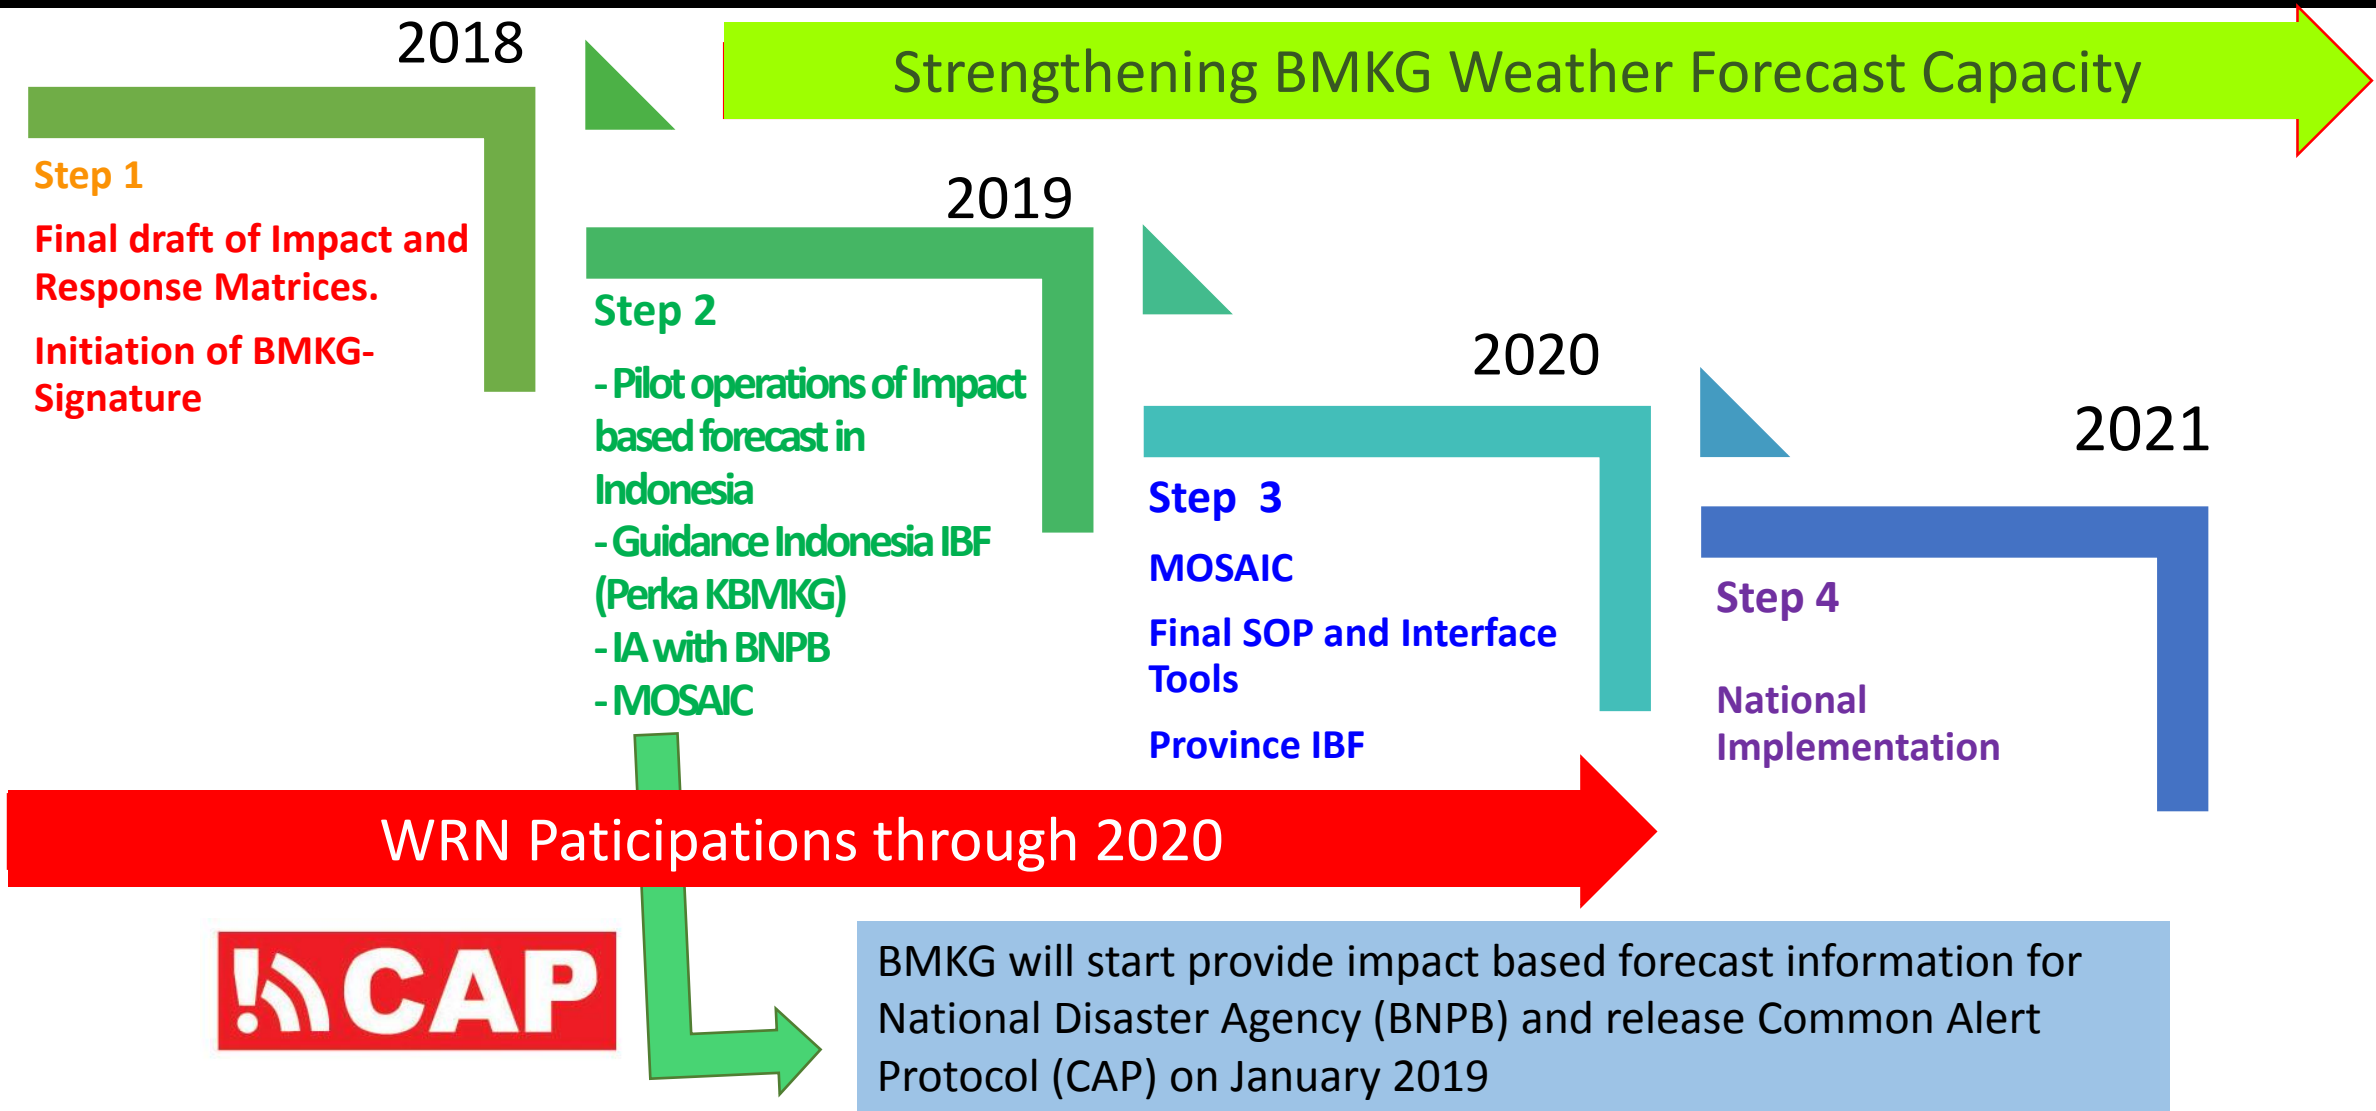 2018
Strengthening BMKG Weather Forecast Capacity
Step 1
Final draft of Impact and
Response Matrices.
Initiation of BMKG-
Signature
2019
Step 2
- Pilot operations of Impact
based forecast in
Indonesia
- Guidance Indonesia IBF
(Perka KBMKG)
- IA with BNPB
- MOSAIC
2020
Step  3
MOSAIC
Final SOP and Interface
Tools
Province IBF
2021
Step 4
National
Implementation
WRN Paticipations through 2020
CAP
BMKG will start provide impact based forecast information for
National Disaster Agency (BNPB) and release Common Alert
Protocol (CAP) on January 2019